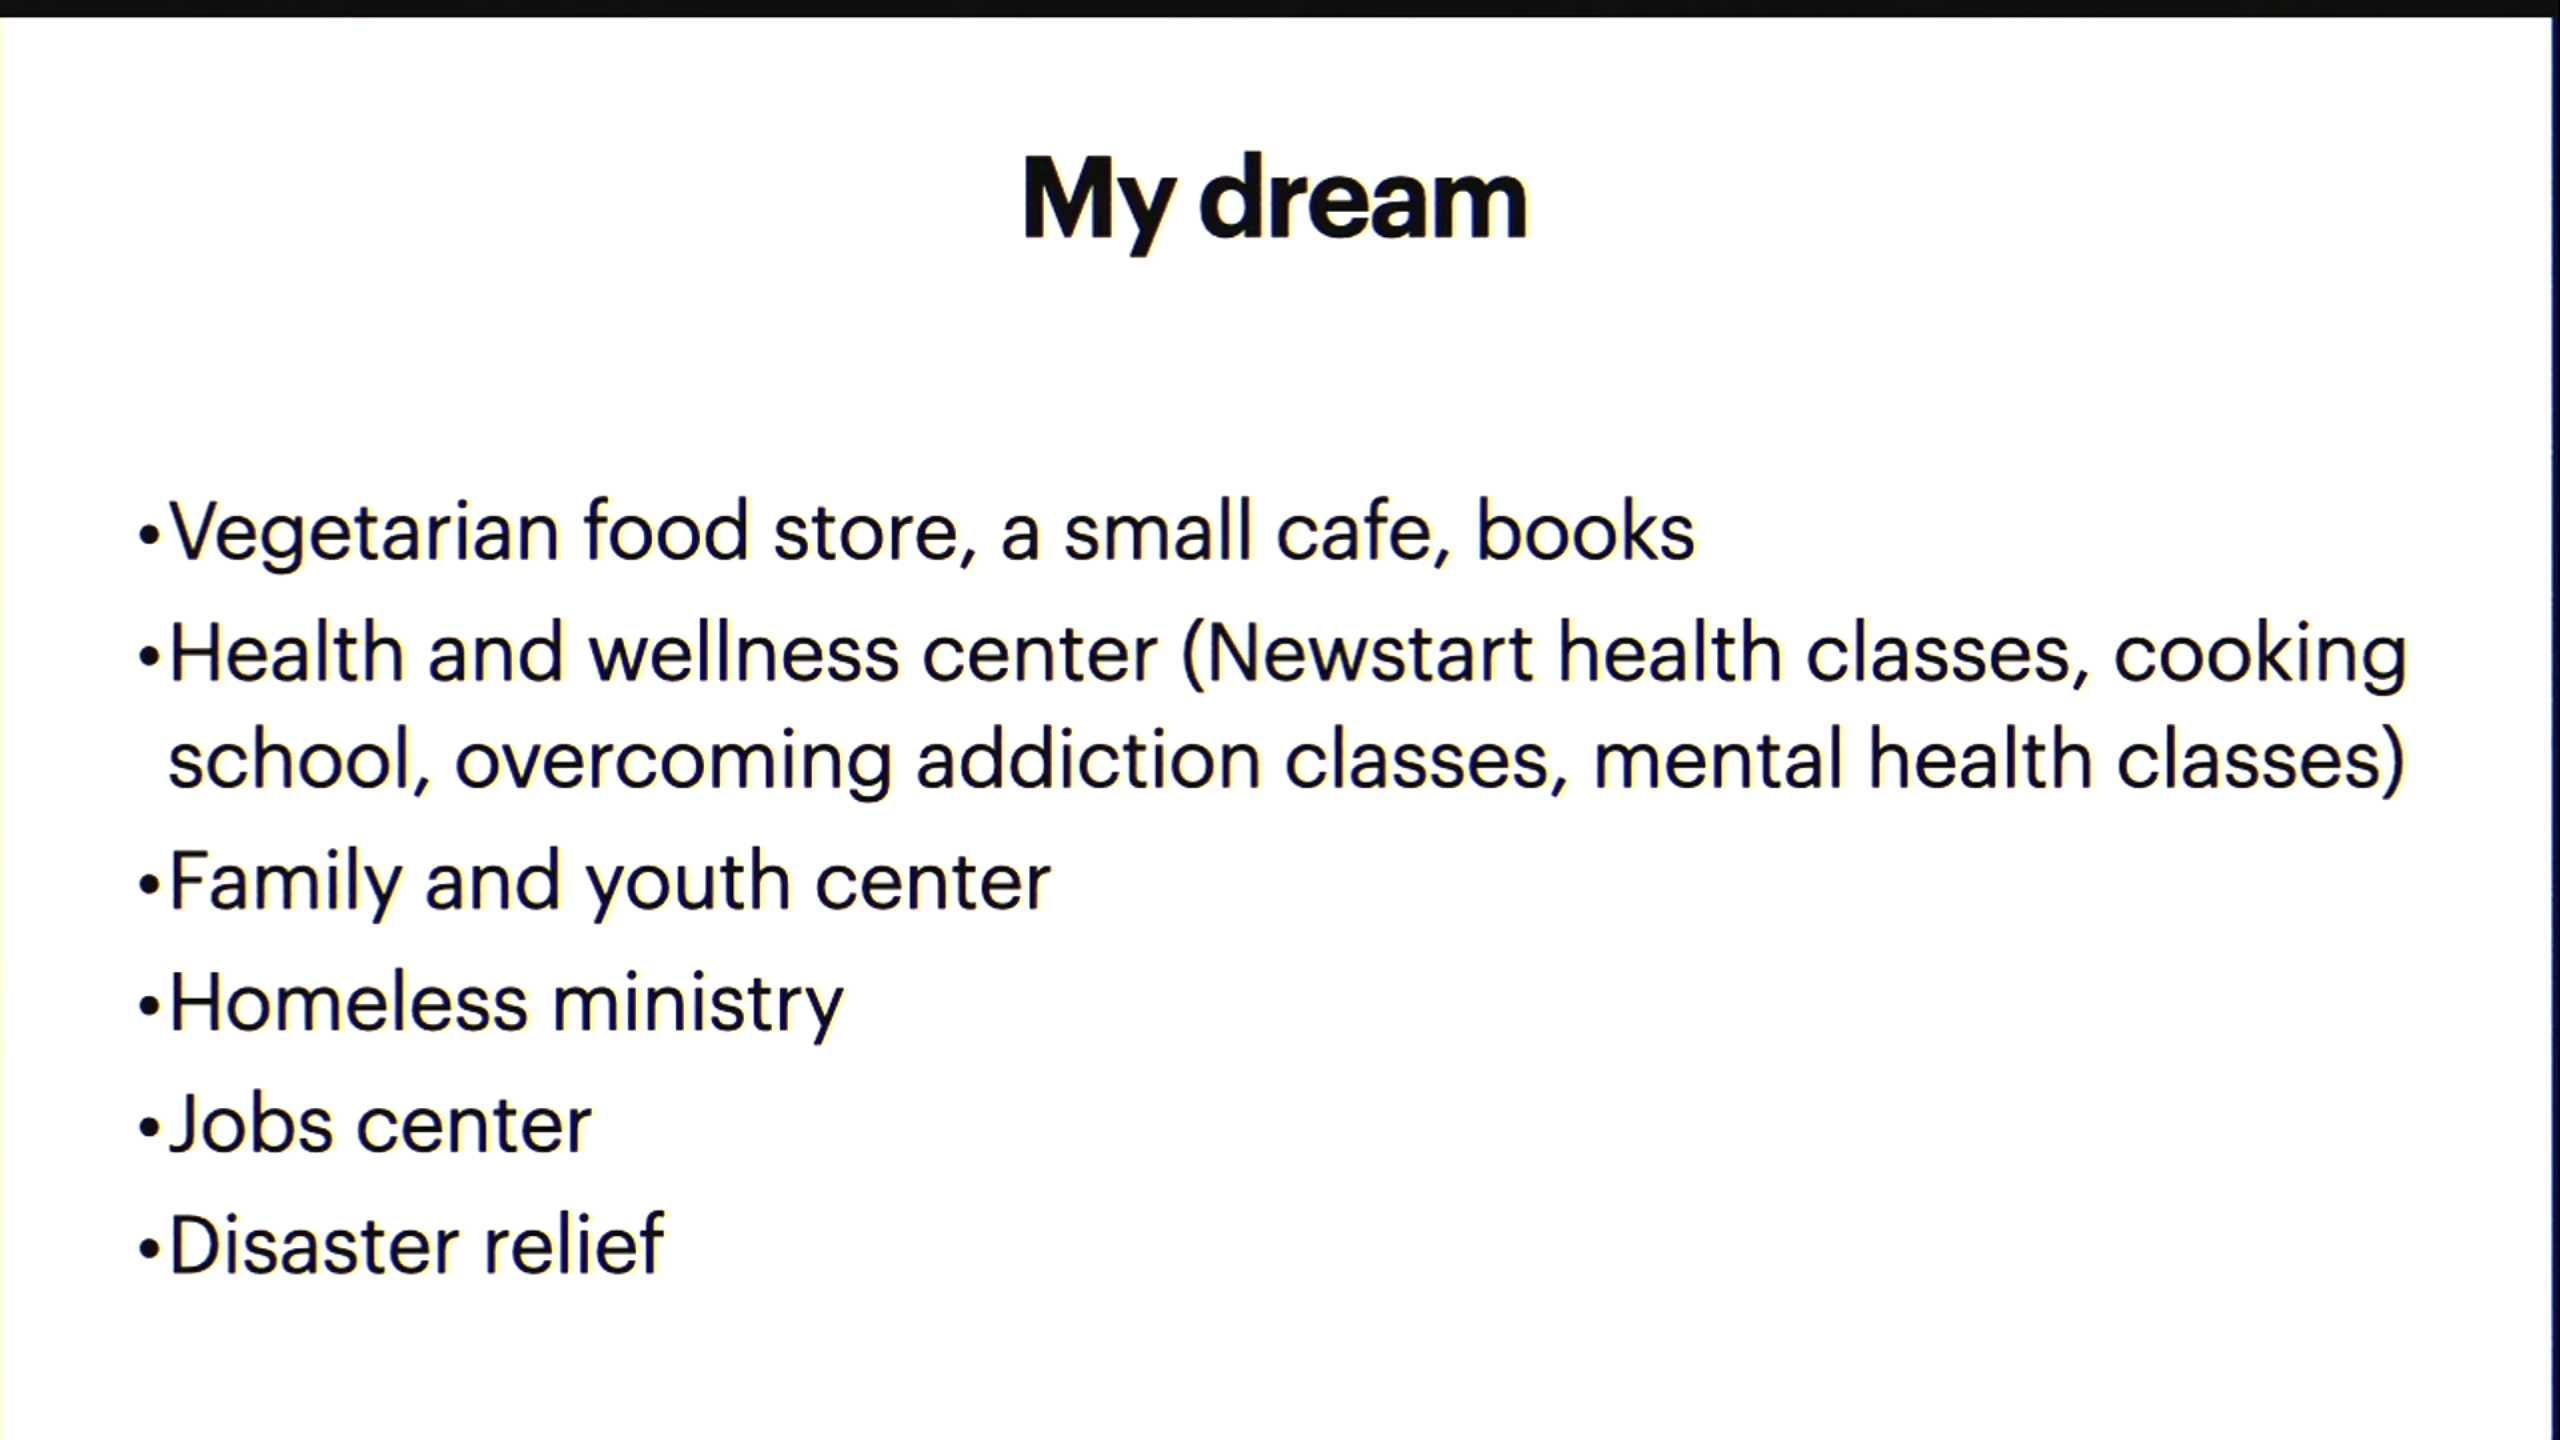 My dream
•Vegetarian food store, a small cafe, books
•Health and wellness center (Newstart health classes, cooking
school, overcoming addiction classes, mental health classes)
•Family and youth center
•Homeless ministry
•Jobs center
•Disaster relief